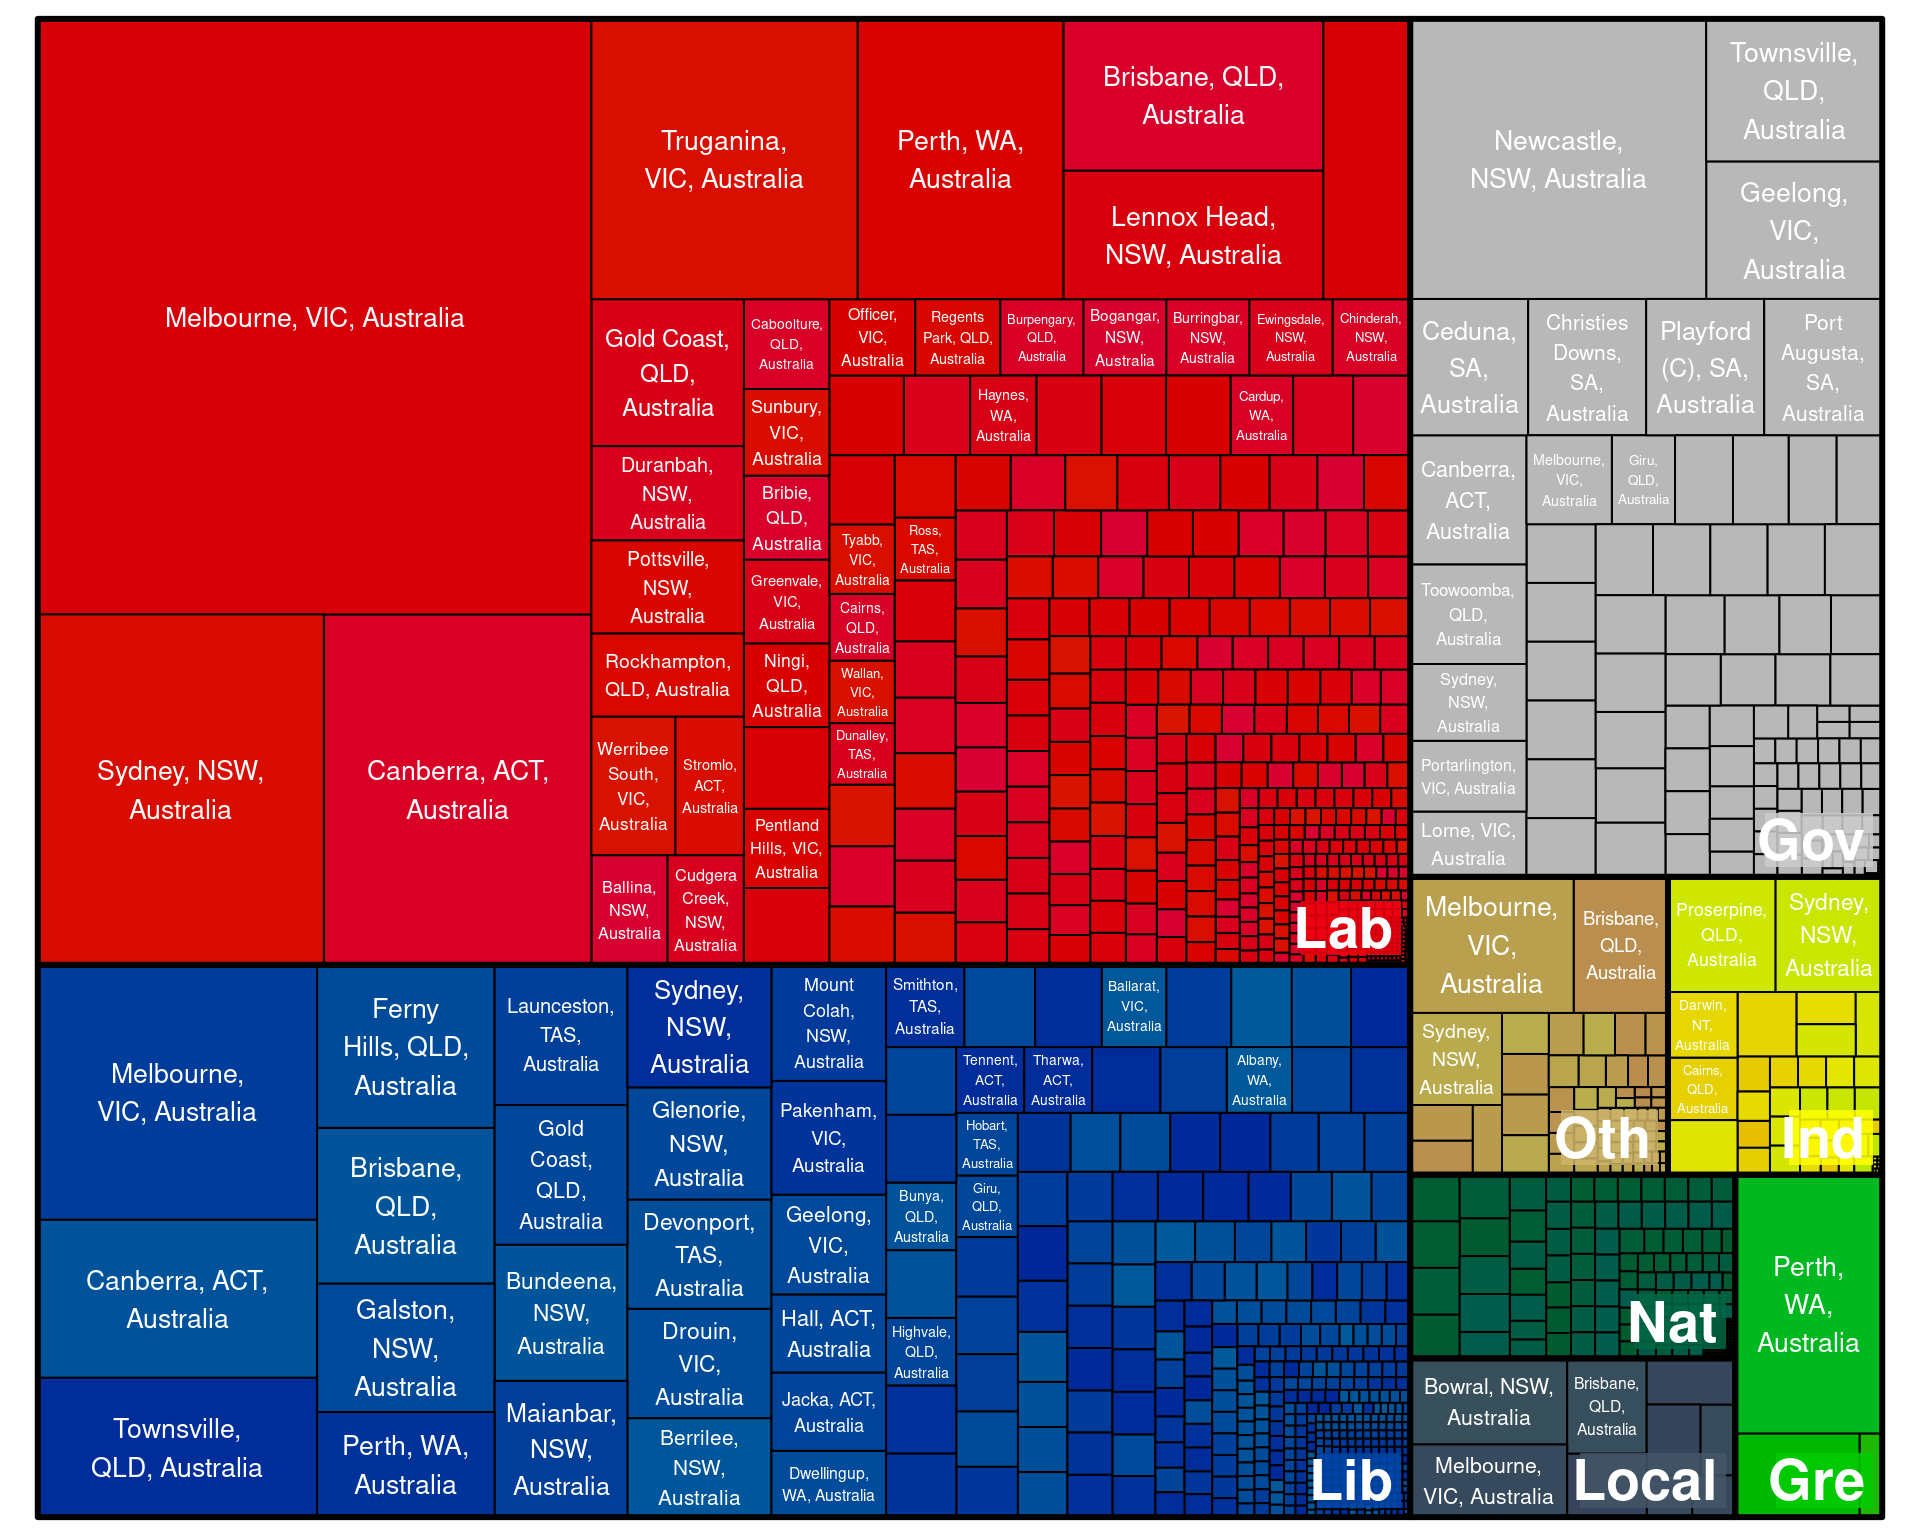 Melbourne, VIC, Australia
Sydney, NSW,
Australia
Canberra, ACT,
Australia
Truganina,
VIC, Australia
Perth, WA,
Australia
Brisbane, QLD,
Australia
Lennox Head,
NSW, Australia
Gold Coast,
QLD,
Australia
Duranbah,
NSW,
Australia
Pottsville,
NSW,
Australia
Rockhampton,
QLD, Australia
Werribee
South,
VIC,
Australia
Stromlo,
ACT,
Australia
Ballina,
NSW,
Australia
Cudgera
Creek,
NSW,
Australia
Caboolture,
QLD,
Australia
Sunbury,
VIC,
Australia
Bribie,
QLD,
Australia
Greenvale,
VIC,
Australia
Ningi,
QLD,
Australia
Pentland
Hills, VIC,
Australia
Officer,
VIC,
Australia
Regents
Park, QLD,
Australia
Burpengary,
QLD,
Australia
Bogangar,
NSW,
Australia
Burringbar,
NSW,
Australia
Ewingsdale,
NSW,
Australia
Chinderah,
NSW,
Australia
Haynes,
WA,
Australia
Cardup,
WA,
Australia
Tyabb,
VIC,
Australia
Ross,
TAS,
Australia
Cairns,
QLD,
Australia
Wallan,
VIC,
Australia
Dunalley,
TAS,
Australia
Lab
Newcastle,
NSW, Australia
Townsville,
QLD,
Australia
Geelong,
VIC,
Australia
Ceduna,
SA,
Australia
Christies
Downs,
SA,
Australia
Playford
(C), SA,
Australia
Port
Augusta,
SA,
Australia
Canberra,
ACT,
Australia
Melbourne,
VIC,
Australia
Giru,
QLD,
Australia
Toowoomba,
QLD,
Australia
Sydney,
NSW,
Australia
Portarlington,
VIC, Australia
Lorne, VIC,
Australia
Gov
Melbourne,
VIC,
Australia
Brisbane,
QLD,
Australia
Sydney,
NSW,
Australia
Oth
Proserpine,
QLD,
Australia
Sydney,
NSW,
Australia
Darwin,
NT,
Australia
Cairns,
QLD,
Australia
Ind
Melbourne,
VIC, Australia
Canberra, ACT,
Australia
Townsville,
QLD, Australia
Ferny
Hills, QLD,
Australia
Brisbane,
QLD,
Australia
Galston,
NSW,
Australia
Perth, WA,
Australia
Launceston,
TAS,
Australia
Gold
Coast,
QLD,
Australia
Bundeena,
NSW,
Australia
Maianbar,
NSW,
Australia
Sydney,
NSW,
Australia
Glenorie,
NSW,
Australia
Devonport,
TAS,
Australia
Drouin,
VIC,
Australia
Berrilee,
NSW,
Australia
Mount
Colah,
NSW,
Australia
Pakenham,
VIC,
Australia
Geelong,
VIC,
Australia
Hall, ACT,
Australia
Jacka, ACT,
Australia
Dwellingup,
WA, Australia
Smithton,
TAS,
Australia
Ballarat,
VIC,
Australia
Tennent,
ACT,
Australia
Tharwa,
ACT,
Australia
Albany,
WA,
Australia
Hobart,
TAS,
Australia
Bunya,
QLD,
Australia
Giru,
QLD,
Australia
Highvale,
QLD,
Australia
Lib
Nat
Perth,
WA,
Australia
Gre
Bowral, NSW,
Australia
Brisbane,
QLD,
Australia
Melbourne,
VIC, Australia
Local